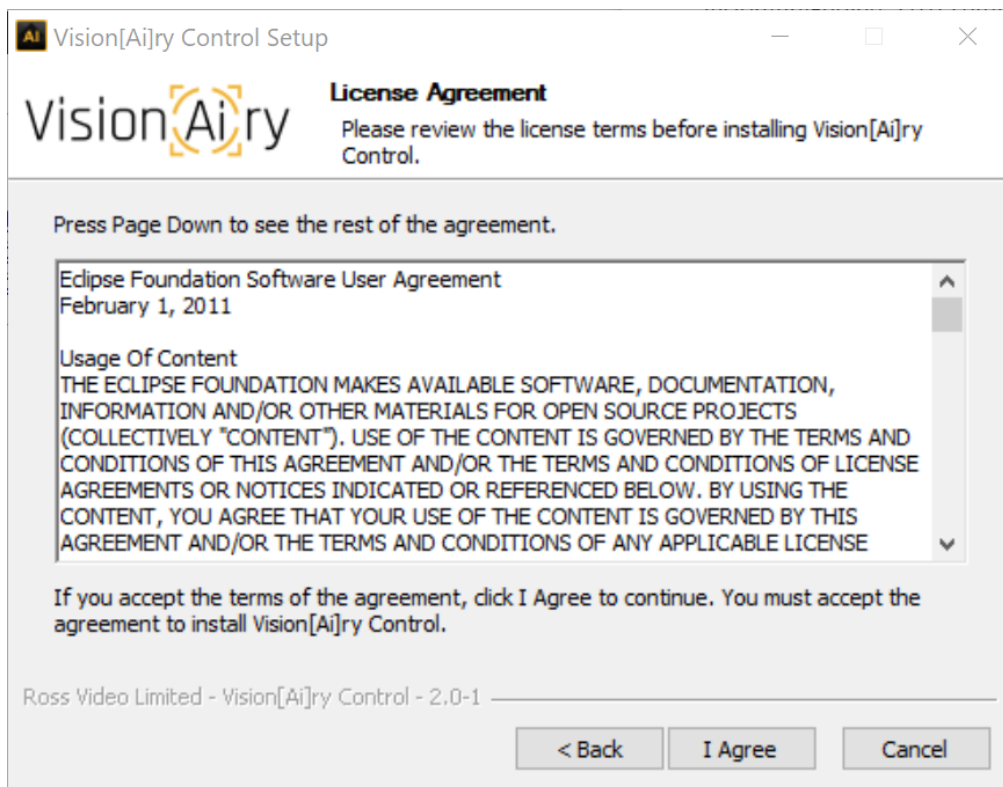 AI Vision[Ai]ry Control Setup
Vision[Ai]ry
License Agreement
Please review the license terms before installing Vision[Ai]ry
Control.
Press Page Down to see the rest of the agreement.
Eclipse Foundation Software User Agreement
February 1, 2011
Usage Of Content
THE ECLIPSE FOUNDATION MAKES AVAILABLE SOFTWARE, DOCUMENTATION,
INFORMATION AND/OR OTHER MATERIALS FOR OPEN SOURCE PROJECTS
(COLLECTIVELY "CONTENT"). USE OF THE CONTENT IS GOVERNED BY THE TERMS AND
CONDITIONS OF THIS AGREEMENT AND/OR THE TERMS AND CONDITIONS OF LICENSE
AGREEMENTS OR NOTICES INDICATED OR REFERENCED BELOW. BY USING THE
CONTENT, YOU AGREE THAT YOUR USE OF THE CONTENT IS GOVERNED BY THIS
AGREEMENT AND/OR THE TERMS AND CONDITIONS OF ANY APPLICABLE LICENSE
If you accept the terms of the agreement, click I Agree to continue. You must accept the
agreement to install Vision[Ai]ry Control.
Ross Video Limited - Vision[Ai]ry Control - 2.0-1
< Back
I Agree
Cancel